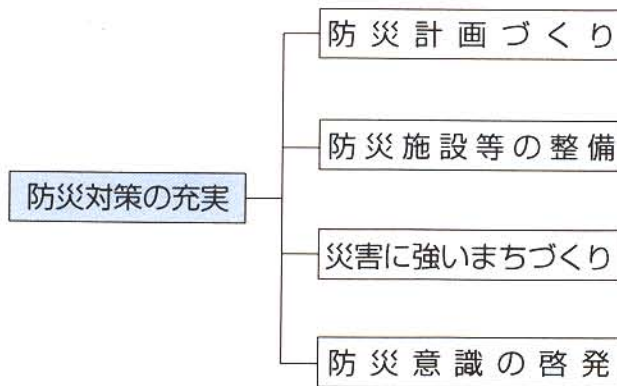 防災対策の充実
防災計画づくり
防災施設等の整備
災害に強いまちづくり
防災意識の啓発